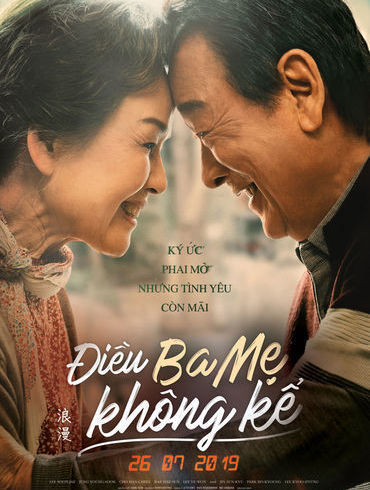 KÝ ỨC
PHAI MỜ
NHƯNG TÌNH YÊU
CÒN MÃI
Điều Ba Mẹ
không kể
浪漫
26 07 2019